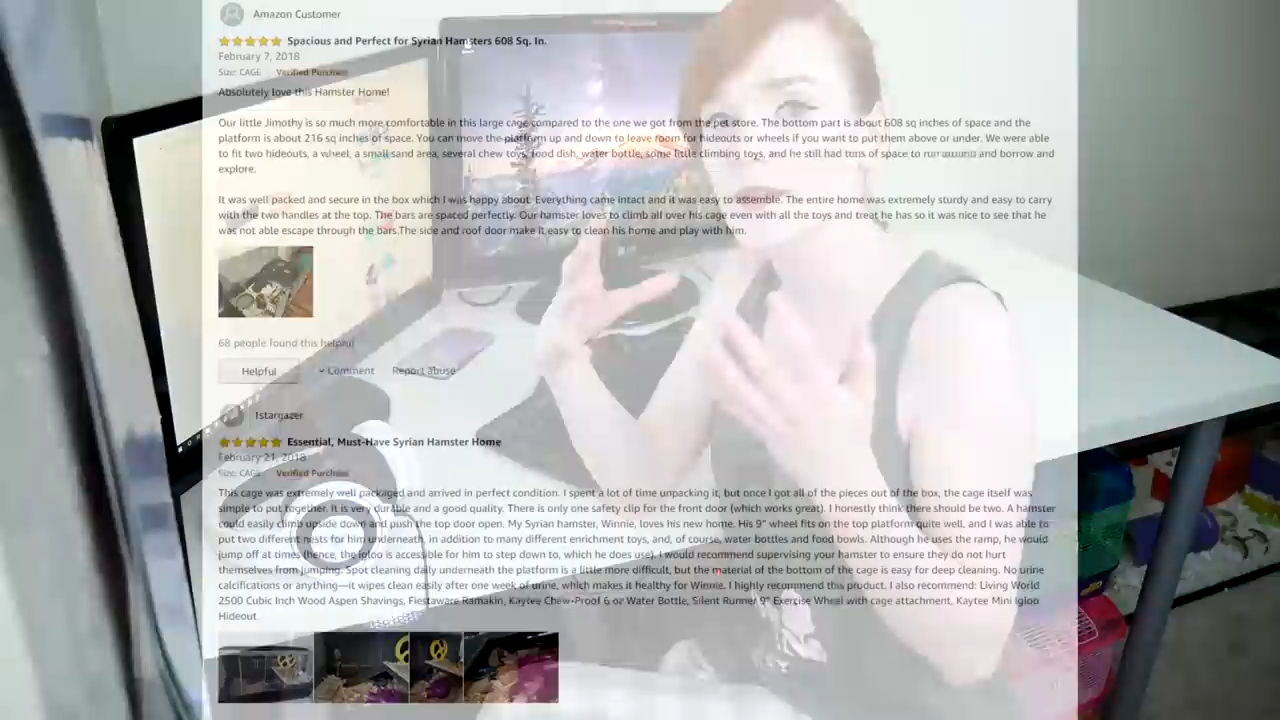 Amazon Customer
Spacious and Perfect for Syrian Hamsters 608 Sq. In.
February 7, 2018
Size: CAGE Verified Purchase
Absolutely love this Hamster Home!
Our little Jimothy is so much more comfortable in this large cage compared to the one we got from the pet store. The bottom part is about 608 sq inches of space and the
platform is about 216 sq inches of space. You can move the platform up and down to leave room for hideouts or wheels if you want to put them above or under. We were able
to fit two hideouts, a wheel, a small sand area, several chew toys, food dish, water bottle, some little climbing toys, and he still had tons of space to run around and borrow and
explore.
It was well packed and secure in the box which I was happy about. Everything came intact and it was easy to assemble. The entire home was extremely sturdy and easy to carry
with the two handles at the top. The bars are spaced perfectly. Our hamster loves to climb all over his cage even with all the toys and treat he has so it was nice to see that he
was not able escape through the bars.The side and roof door make it easy to clean his home and play with him.
68 people found this helpful
Helpful Comment Report abuse
1stargazer
Essential, Must-Have Syrian Hamster Home
February 21, 2018
Size: CAGE Verified Purchase
This cage was extremely well packaged and arrived in perfect condition. I spent a lot of time unpacking it, but once I got all of the pieces out of the box, the cage itself was
simple to put together. It is very durable and a good quality. There is only one safety clip for the front door (which works great). I honestly think there should be two. A hamster
could easily climb upside down and push the top door open. My Syrian hamster, Winnie, loves his new home. His 9" wheel fits on the top platform quite well, and I was able to
put two different nests for him underneath, in addition to many different enrichment toys, and, of course, water bottles and food bowls. Although he uses the ramp, he would
jump off at times (hence, the igloo is accessible for him to step down to, which he does use). I would recommend supervising your hamster to ensure they do not hurt
themselves from jumping. Spot cleaning daily underneath the platform is a little more difficult, but the material of the bottom of the cage is easy for deep cleaning. No urine
calcifications or anything—it wipes clean easily after one week of urine, which makes it healthy for Winnie. I highly recommend this product. I also recommend: Living World
2500 Cubic Inch Wood Aspen Shavings, Fiestaware Ramakin, Kaytee Chew-Proof 6 oz Water Bottle, Silent Runner 9" Exercise Wheel with cage attachment, Kaytee Mini Igloo
Hideout.